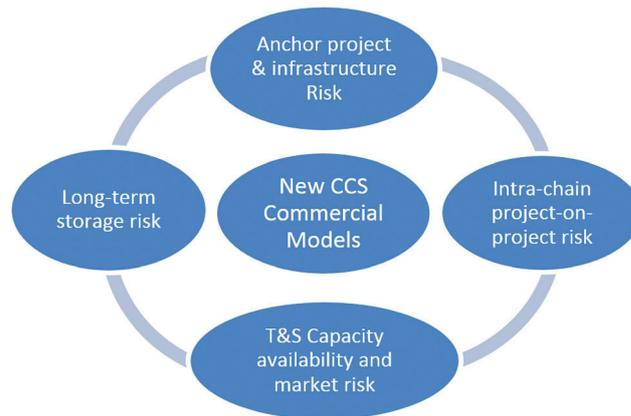 Anchor project
& infrastructure
Risk
Long-term
storage risk
New CCS
Commercial
Models
Intra-chain
project-on-
project risk
T&S Capacity
availability and
market risk